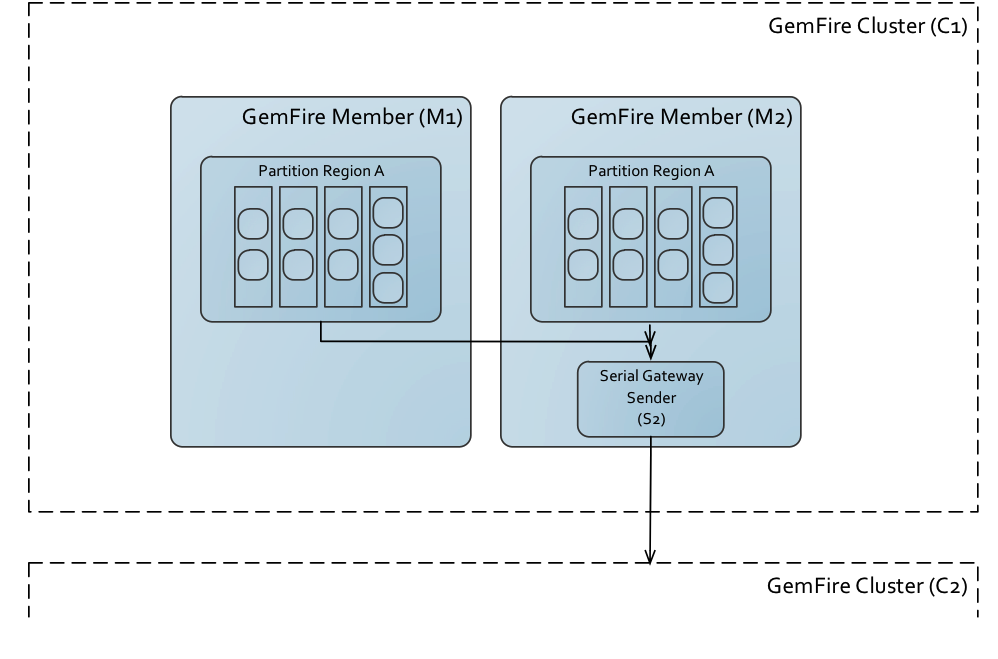 GemFire Cluster (C1)
GemFire Member (M1)
Partition Region A
GemFire Member (M2)
Partition Region A
Serial Gateway
Sender
(S2)
GemFire Cluster (C2)